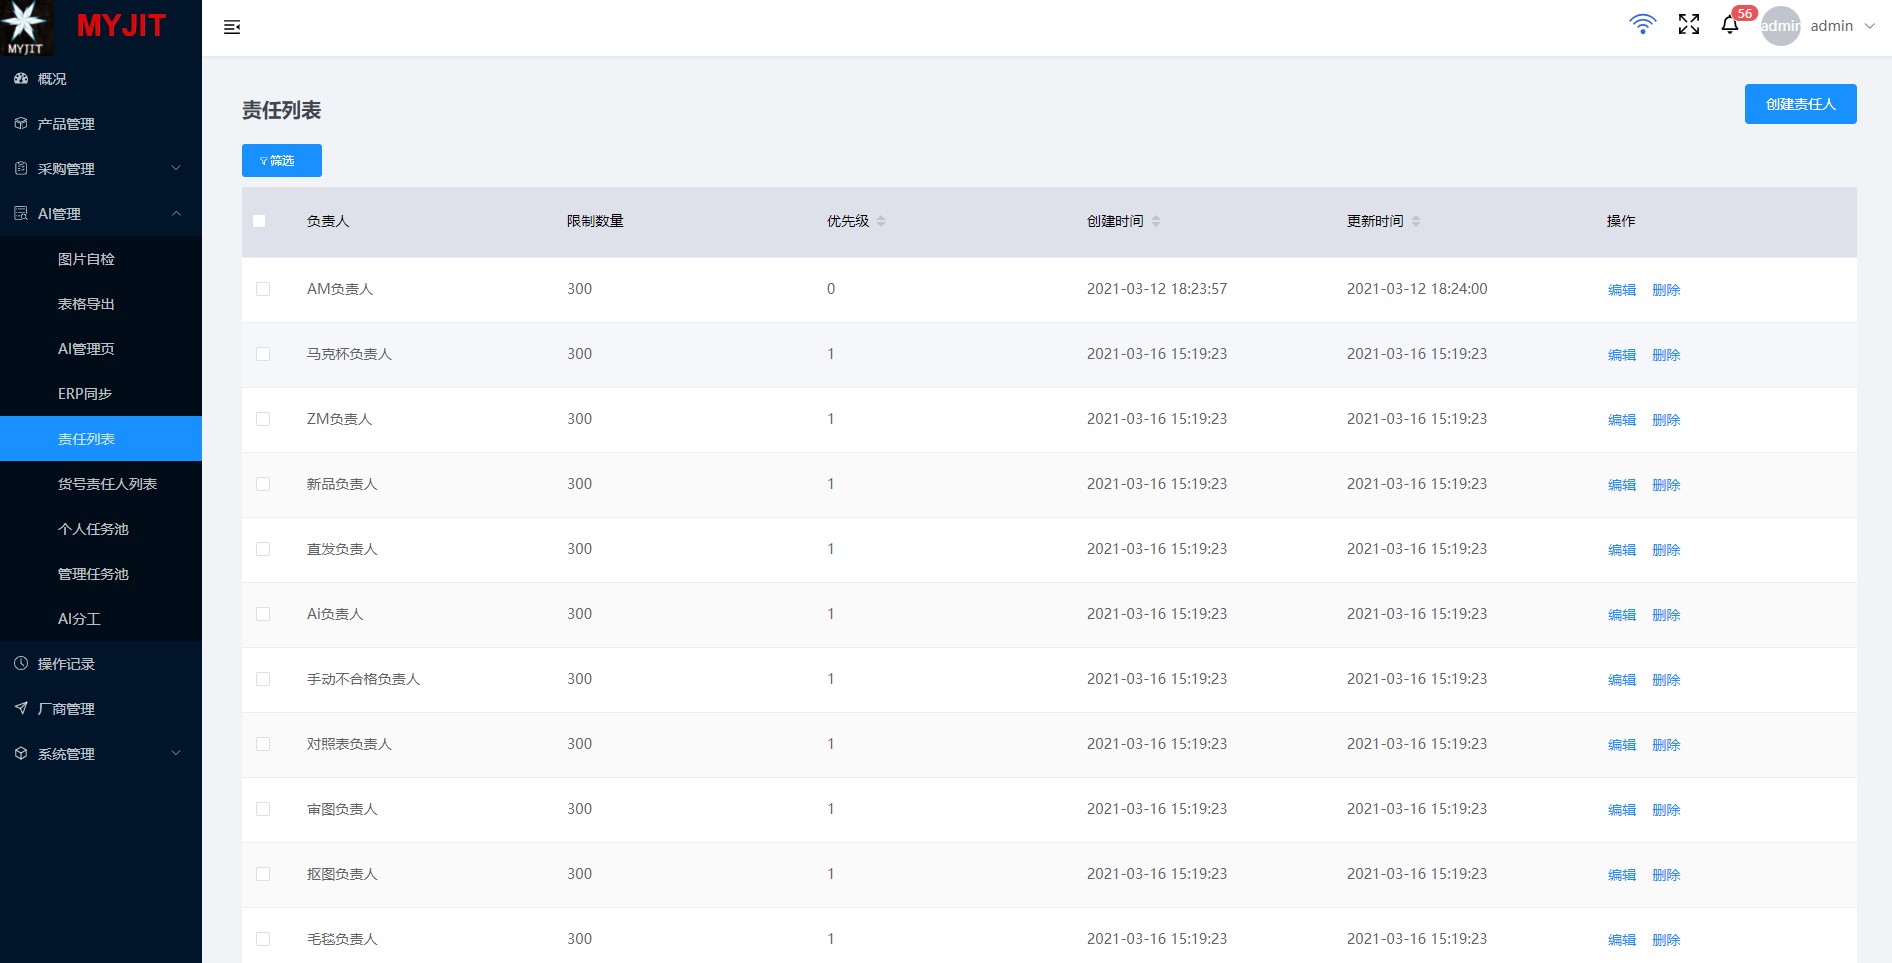 MYJIT
MYJIT
概况
产品管理
采购管理
AI管理
图片自检
表格导出
AI管理页
ERP同步
责任列表
货号责任人列表
个人任务池
管理任务池
AI分工
操作记录
厂商管理
系统管理
56
admin
admin
责任列表
创建责任人
筛选
负责人 限制数量 优先级 创建时间 更新时间 操作
AM负责人 300 0 2021-03-12 18:23:57 2021-03-12 18:24:00 编辑 删除
马克杯负责人 300 1 2021-03-16 15:19:23 2021-03-16 15:19:23 编辑 删除
ZM负责人 300 1 2021-03-16 15:19:23 2021-03-16 15:19:23 编辑 删除
新品负责人 300 1 2021-03-16 15:19:23 2021-03-16 15:19:23 编辑 删除
直发负责人 300 1 2021-03-16 15:19:23 2021-03-16 15:19:23 编辑 删除
Ai负责人 300 1 2021-03-16 15:19:23 2021-03-16 15:19:23 编辑 删除
手动不合格负责人 300 1 2021-03-16 15:19:23 2021-03-16 15:19:23 编辑 删除
对照表负责人 300 1 2021-03-16 15:19:23 2021-03-16 15:19:23 编辑 删除
审图负责人 300 1 2021-03-16 15:19:23 2021-03-16 15:19:23 编辑 删除
抠图负责人 300 1 2021-03-16 15:19:23 2021-03-16 15:19:23 编辑 删除
毛毯负责人 300 1 2021-03-16 15:19:23 2021-03-16 15:19:23 编辑 删除